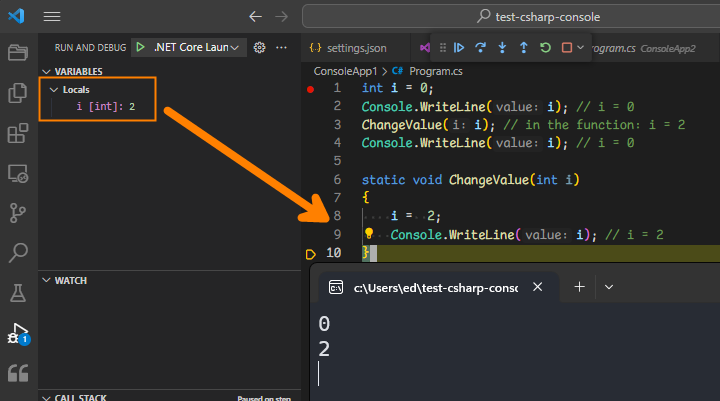 test-csharp-console
RUN AND DEBUG .NET Core Laun
settings.json Program.cs ConsoleApp2
VARIABLES
Locals
i [int]: 2
WATCH
CALL STACK Paused on step
1
ConsoleApp1 > C# Program.cs
1 int i = 0;
2 Console.WriteLine(value: i); // i = 0
3 ChangeValue(i: i); // in the function: i = 2
4 Console.WriteLine(value: i); // i = 0
5
6 static void ChangeValue(int i)
7 {
8 ····i = ·2;
9 ····Console.WriteLine(value: i); // i = 2
10 }
c:\Users\ed\test-csharp-conso
0
2